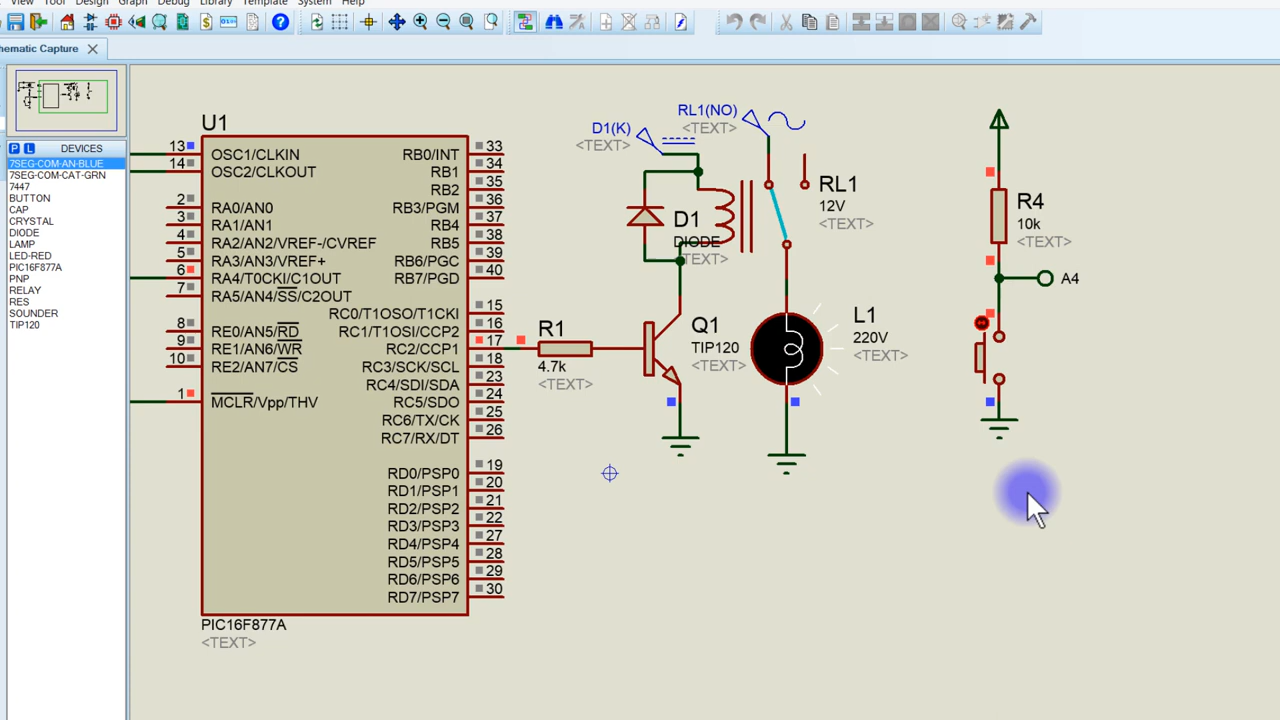 View Tool Design Graph Debug Library Template System Help
hematic Capture
P L DEVICES
7SEG-COM-AN-BLUE
7SEG-COM-CAT-GRN
7447
BUTTON
CAP
CRYSTAL
DIODE
LAMP
LED-RED
PIC16F877A
PNP
RELAY
RES
SOUNDER
TIP120
U1
13 OSC1/CLKIN
14 OSC2/CLKOUT
2 RA0/AN0
3 RA1/AN1
4 RA2/AN2/VREF-/CVREF
5 RA3/AN3/VREF+
6 RA4/T0CKI/C1OUT
7 RA5/AN4/SS/C2OUT
8 RE0/AN5/RD
9 RE1/AN6/WR
10 RE2/AN7/CS
1 MCLR/Vpp/THV
RB0/INT 33
RB1 34
RB2 35
RB3/PGM 36
RB4 37
RB5 38
RB6/PGC 39
RB7/PGD 40
RC0/T1OSO/T1CKI 15
RC1/T1OSI/CCP2 16
RC2/CCP1 17
RC3/SCK/SCL 18
RC4/SDI/SDA 23
RC5/SDO 24
RC6/TX/CK 25
RC7/RX/DT 26
RD0/PSP0 19
RD1/PSP1 20
RD2/PSP2 21
RD3/PSP3 22
RD4/PSP4 27
RD5/PSP5 28
RD6/PSP6 29
RD7/PSP7 30
PIC16F877A
<TEXT>
R1
4.7k
<TEXT>
D1(K)
<TEXT>
RL1(NO)
<TEXT>
D1
DIODE
<TEXT>
RL1
12V
<TEXT>
Q1
TIP120
<TEXT>
L1
220V
<TEXT>
R4
10k
<TEXT>
A4